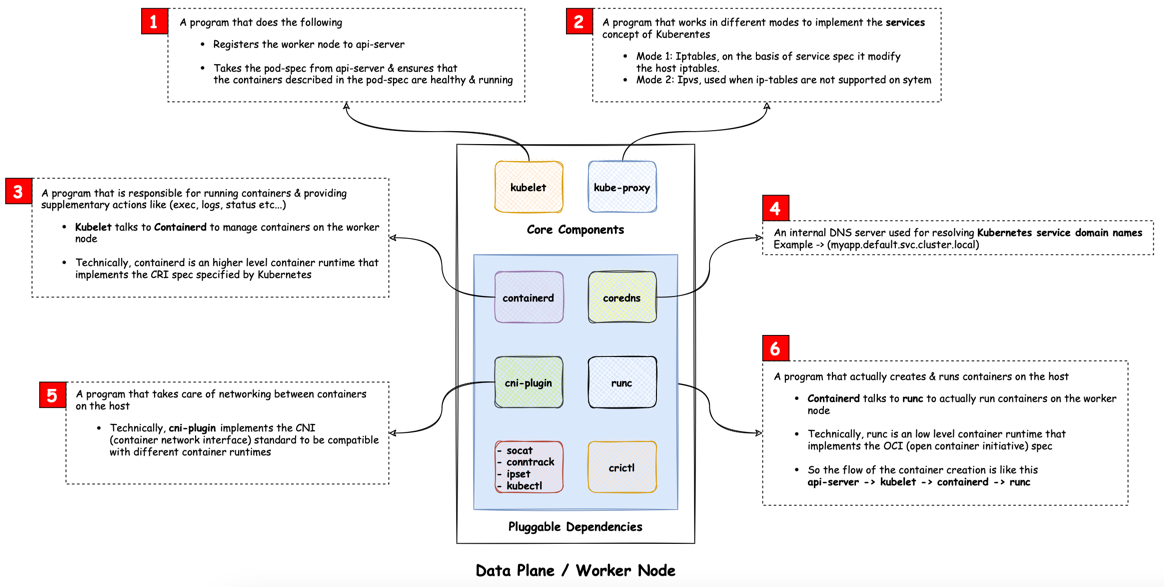 1
A program that does the following
• Registers the worker node to api-server
• Takes the pod-spec from api-server & ensures that
the containers described in the pod-spec are healthy & running
2
A program that works in different modes to implement the services
concept of Kuberentes
• Mode 1: Iptables, on the basis of service spec it modify
the host iptables.
• Mode 2: Ipvs, used when ip-tables are not supported on sytem
kubelet
kube-proxy
Core Components
3
A program that is responsible for running containers & providing
supplementary actions like (exec, logs, status etc...)
• Kubelet talks to Containerd to manage containers on the worker
node
• Technically, containerd is an higher level container runtime that
implements the CRI spec specified by Kubernetes
4
An internal DNS server used for resolving Kubernetes service domain names
Example -> (myapp.default.svc.cluster.local)
containerd
coredns
cni-plugin
runc
- socat
- conntrack
- ipset
- kubectl
crictl
Pluggable Dependencies
5
A program that takes care of networking between containers
on the host
• Technically, cni-plugin implements the CNI
(container network interface) standard to be compatible
with different container runtimes
6
A program that actually creates & runs containers on the host
• Containerd talks to runc to actually run containers on the worker
node
• Technically, runc is an low level container runtime that
implements the OCI (open container initiative) spec
• So the flow of the container creation is like this
api-server -> kubelet -> containerd -> runc
Data Plane / Worker Node